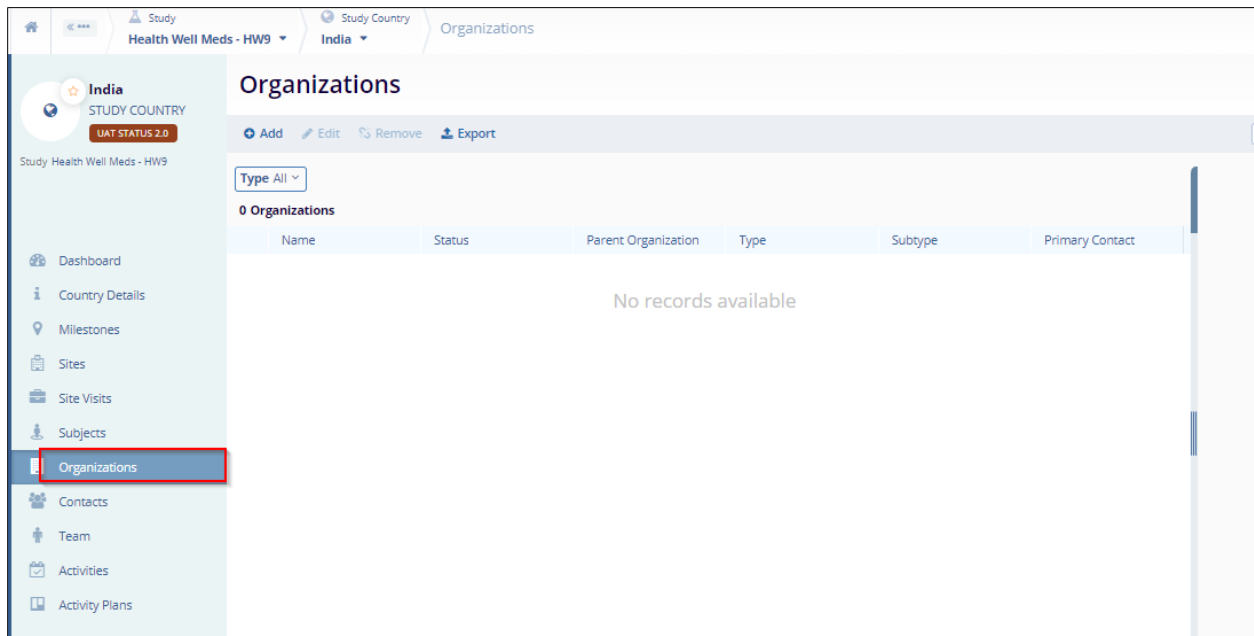 Study
Health Well Meds - HW9
Study Country
India
Organizations
India
STUDY COUNTRY
UAT STATUS 2.0
Study Health Well Meds - HW9
Dashboard
Country Details
Milestones
Sites
Site Visits
Subjects
Organizations
Contacts
Team
Activities
Activity Plans
Organizations
Add Edit Remove Export
Type All
0 Organizations
Name Status Parent Organization Type Subtype Primary Contact
No records available